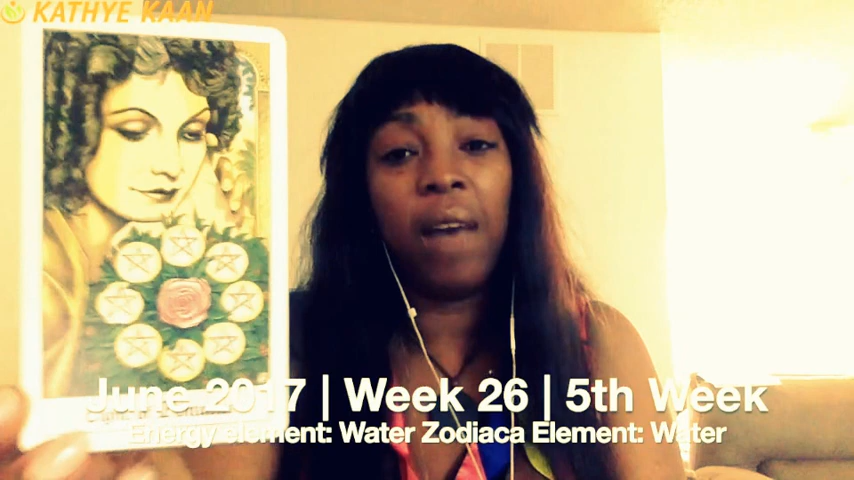 KATHYE KAAN
June 2017 | Week 26 | 5th Week
Energy element: Water Zodiaca Element: Water